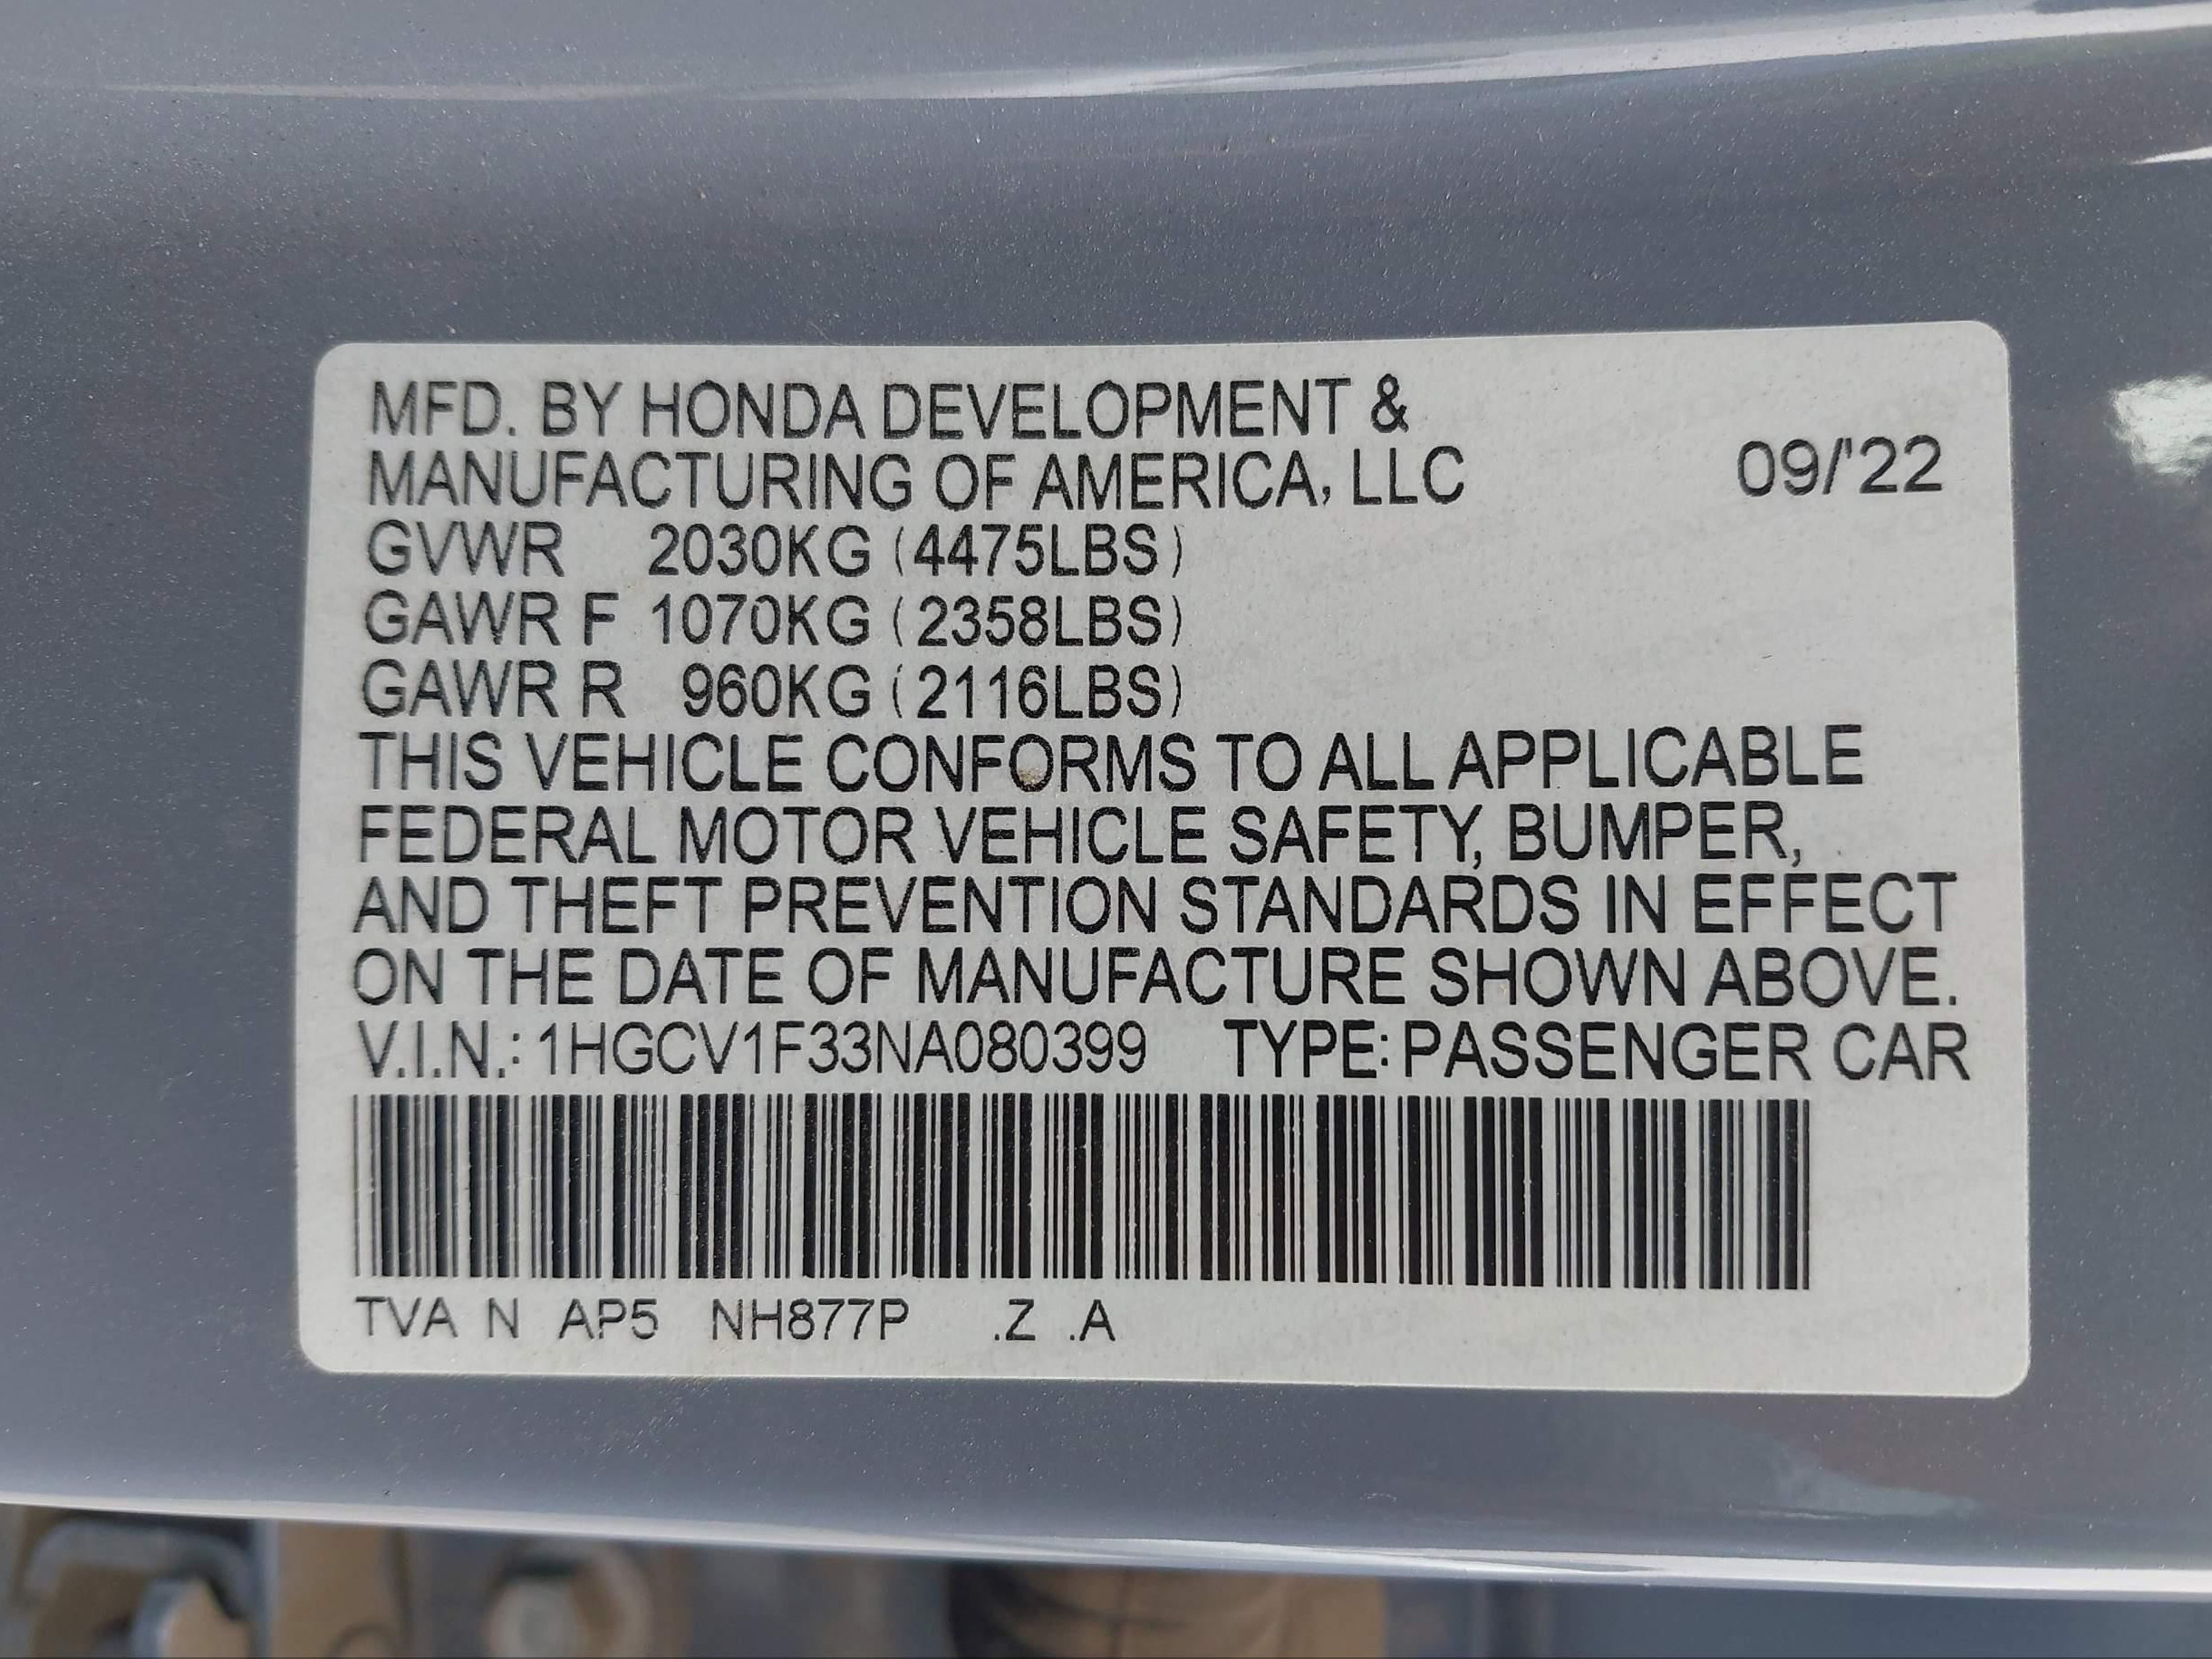 MFD. BY HONDA DEVELOPMENT &
MANUFACTURING OF AMERICA, LLC 09/'22
GVWR 2030KG (4475LBS)
GAWR F 1070KG (2358LBS)
GAWR R 960KG (2116LBS)
THIS VEHICLE CONFORMS TO ALL APPLICABLE
FEDERAL MOTOR VEHICLE SAFETY, BUMPER,
AND THEFT PREVENTION STANDARDS IN EFFECT
ON THE DATE OF MANUFACTURE SHOWN ABOVE.
V.I.N.: 1HGCV1F33NA080399 TYPE: PASSENGER CAR
TVA N AP5 NH877P .Z .A